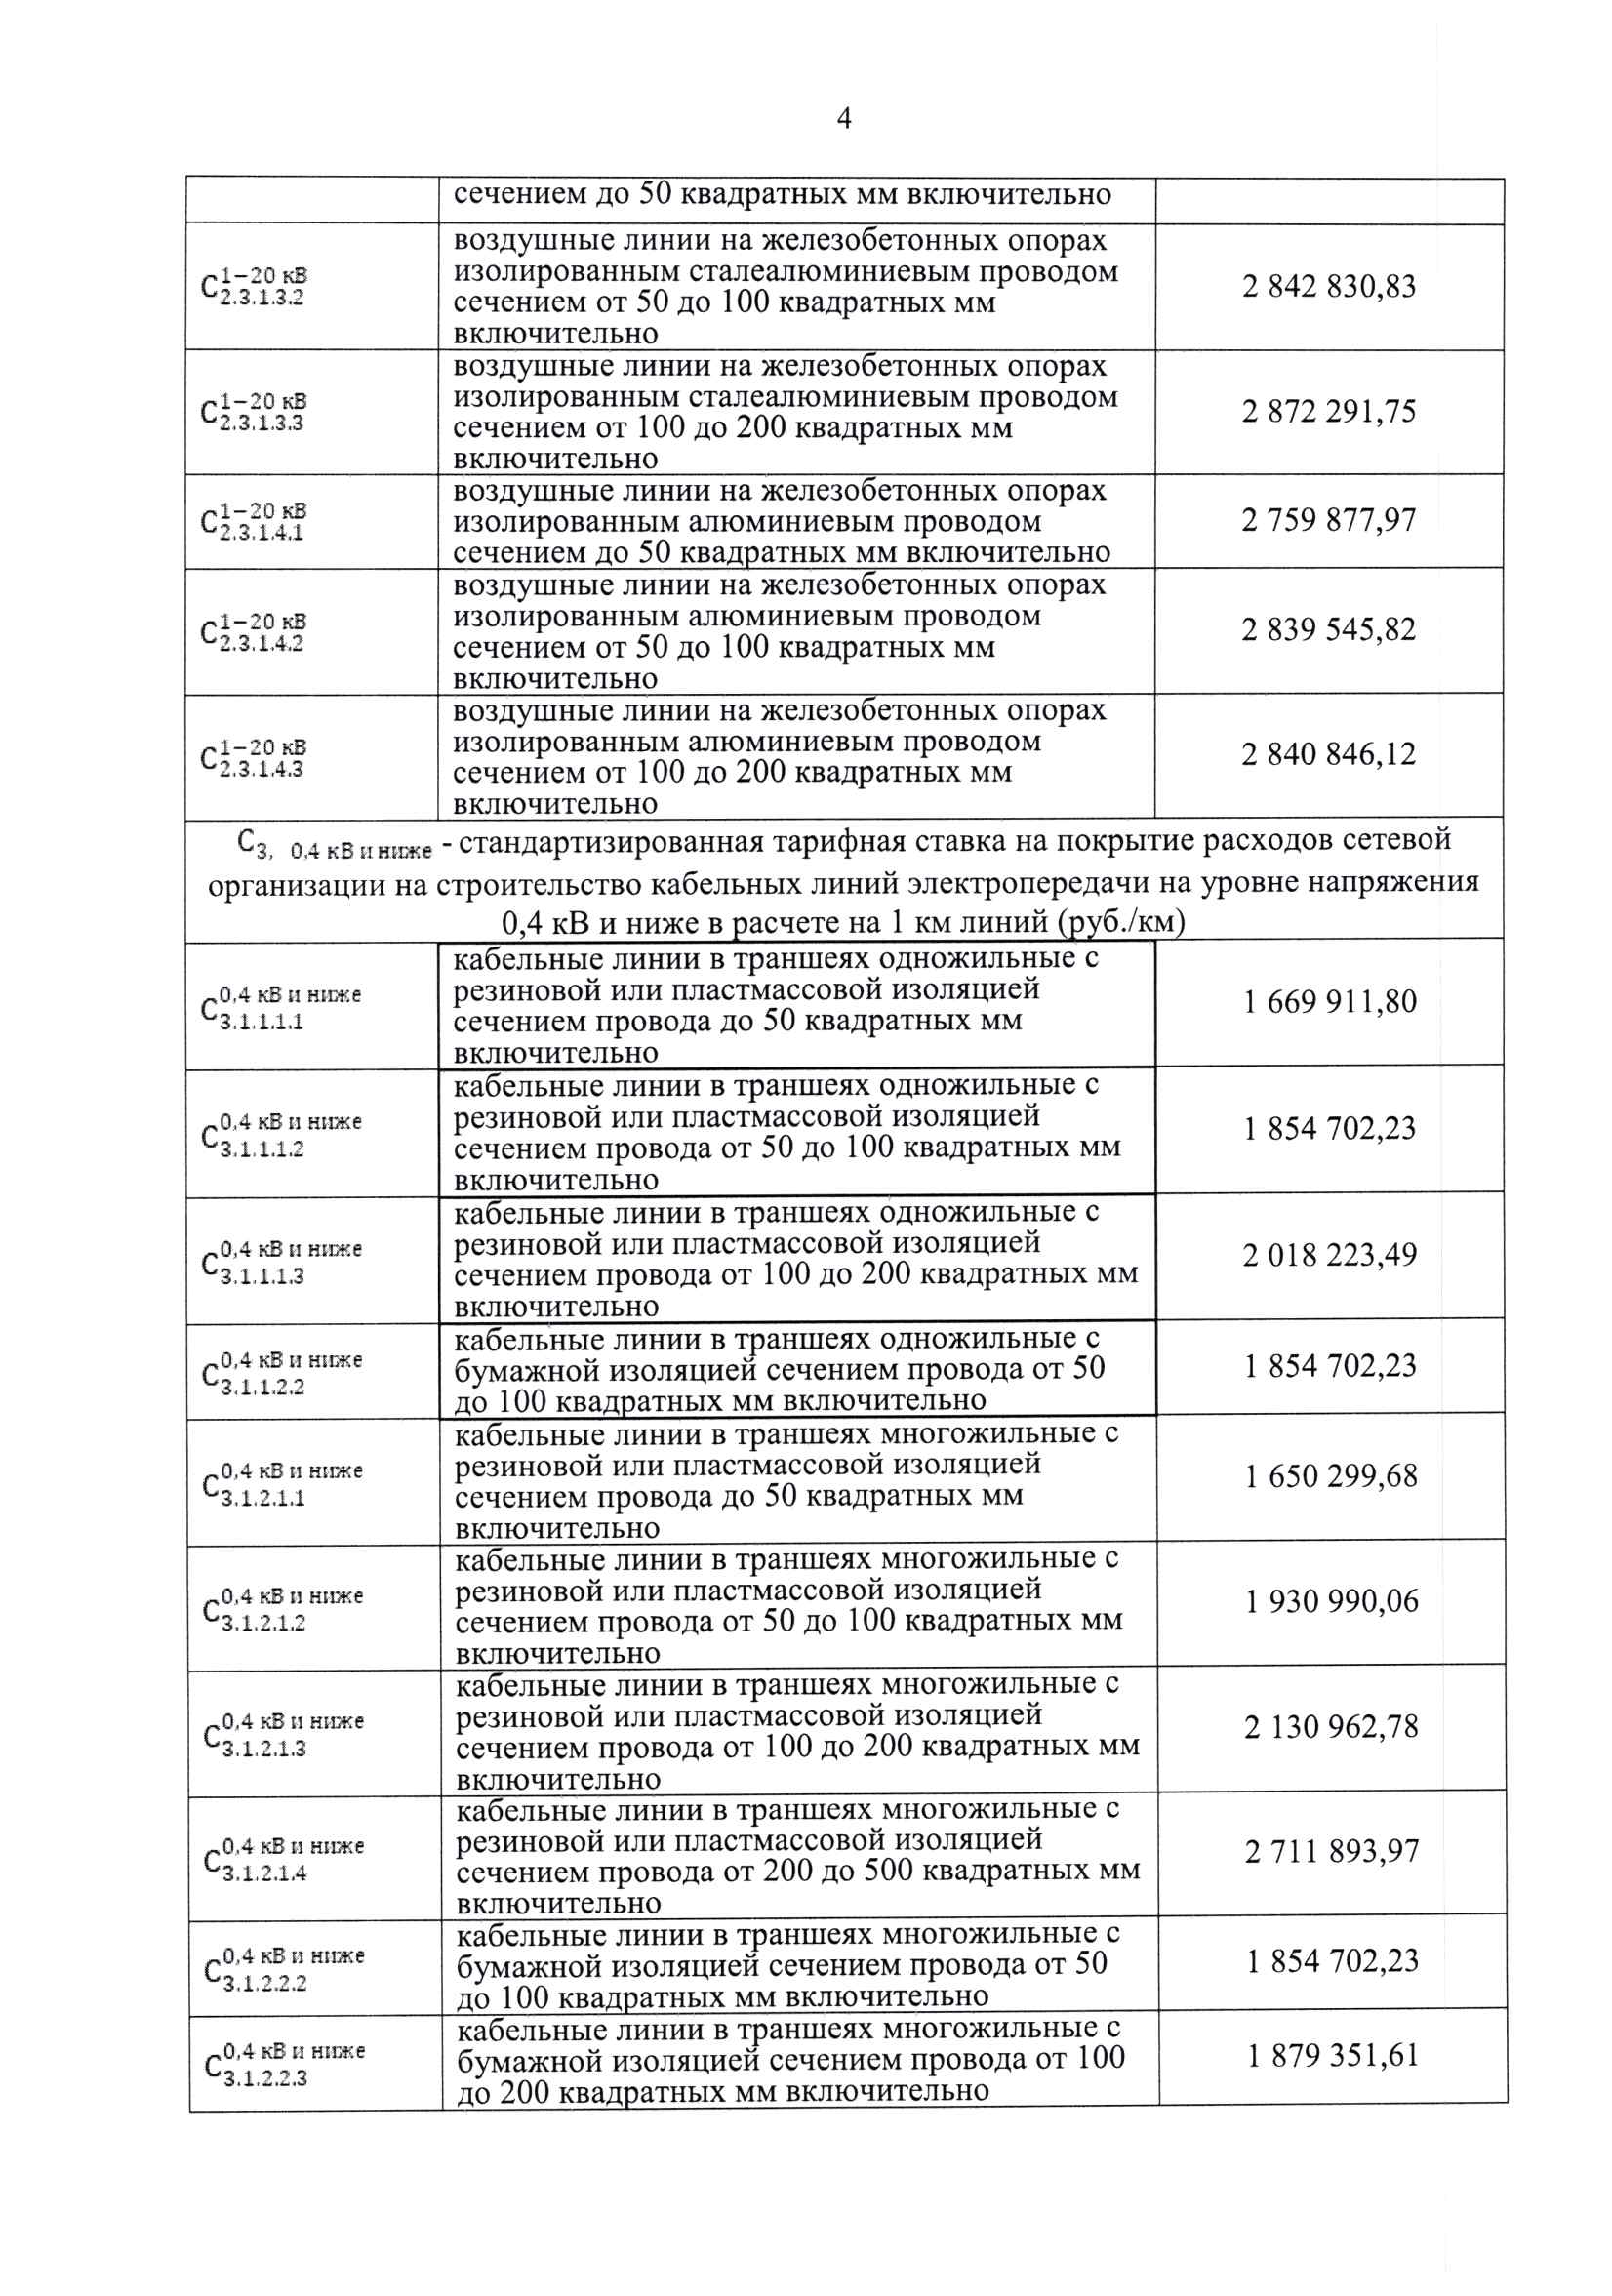 4
сечением до 50 квадратных мм включительно
С 1–20 кВ 2.3.1.3.2
воздушные линии на железобетонных опорах
изолированным сталеалюминиевым проводом
сечением от 50 до 100 квадратных мм
включительно
2 842 830,83
С 1–20 кВ 2.3.1.3.3
воздушные линии на железобетонных опорах
изолированным сталеалюминиевым проводом
сечением от 100 до 200 квадратных мм
включительно
2 872 291,75
С 1–20 кВ 2.3.1.4.1
воздушные линии на железобетонных опорах
изолированным алюминиевым проводом
сечением до 50 квадратных мм включительно
2 759 877,97
С 1–20 кВ 2.3.1.4.2
воздушные линии на железобетонных опорах
изолированным алюминиевым проводом
сечением от 50 до 100 квадратных мм
включительно
2 839 545,82
С 1–20 кВ 2.3.1.4.3
воздушные линии на железобетонных опорах
изолированным алюминиевым проводом
сечением от 100 до 200 квадратных мм
включительно
2 840 846,12
С3, 0,4 кВ и ниже - стандартизированная тарифная ставка на покрытие расходов сетевой
организации на строительство кабельных линий электропередачи на уровне напряжения
0,4 кВ и ниже в расчете на 1 км линий (руб./км)
С 0,4 кВ и ниже 3.1.1.1.1
кабельные линии в траншеях одножильные с
резиновой или пластмассовой изоляцией
сечением провода до 50 квадратных мм
включительно
1 669 911,80
С 0,4 кВ и ниже 3.1.1.1.2
кабельные линии в траншеях одножильные с
резиновой или пластмассовой изоляцией
сечением провода от 50 до 100 квадратных мм
включительно
1 854 702,23
С 0,4 кВ и ниже 3.1.1.1.3
кабельные линии в траншеях одножильные с
резиновой или пластмассовой изоляцией
сечением провода от 100 до 200 квадратных мм
включительно
2 018 223,49
С 0,4 кВ и ниже 3.1.1.2.2
кабельные линии в траншеях одножильные с
бумажной изоляцией сечением провода от 50
до 100 квадратных мм включительно
1 854 702,23
С 0,4 кВ и ниже 3.1.2.1.1
кабельные линии в траншеях многожильные с
резиновой или пластмассовой изоляцией
сечением провода до 50 квадратных мм
включительно
1 650 299,68
С 0,4 кВ и ниже 3.1.2.1.2
кабельные линии в траншеях многожильные с
резиновой или пластмассовой изоляцией
сечением провода от 50 до 100 квадратных мм
включительно
1 930 990,06
С 0,4 кВ и ниже 3.1.2.1.3
кабельные линии в траншеях многожильные с
резиновой или пластмассовой изоляцией
сечением провода от 100 до 200 квадратных мм
включительно
2 130 962,78
С 0,4 кВ и ниже 3.1.2.1.4
кабельные линии в траншеях многожильные с
резиновой или пластмассовой изоляцией
сечением провода от 200 до 500 квадратных мм
включительно
2 711 893,97
С 0,4 кВ и ниже 3.1.2.2.2
кабельные линии в траншеях многожильные с
бумажной изоляцией сечением провода от 50
до 100 квадратных мм включительно
1 854 702,23
С 0,4 кВ и ниже 3.1.2.2.3
кабельные линии в траншеях многожильные с
бумажной изоляцией сечением провода от 100
до 200 квадратных мм включительно
1 879 351,61